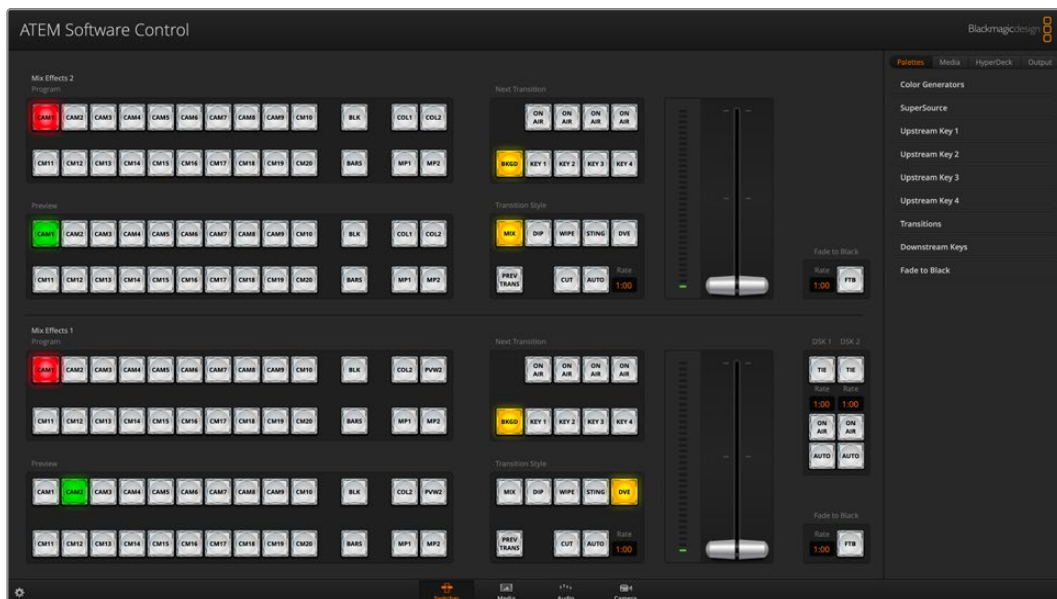 ATEM Software Control
Blackmagicdesign
Palettes Media HyperDeck Output
Color Generators
SuperSource
Upstream Key 1
Upstream Key 2
Upstream Key 3
Upstream Key 4
Transitions
Downstream Keys
Fade to Black
Mix Effects 2
Program
CAM1 CAM2 CAM3 CAM4 CAM5 CAM6 CAM7 CAM8 CAM9 CM10 BLK COL1 COL2
CM11 CM12 CM13 CM14 CM15 CM16 CM17 CM18 CM19 CM20 BARS MP1 MP2
Next Transition
ON AIR ON AIR ON AIR ON AIR
BKGD KEY 1 KEY 2 KEY 3 KEY 4
Preview
CAM1 CAM2 CAM3 CAM4 CAM5 CAM6 CAM7 CAM8 CAM9 CM10 BLK COL1 COL2
CM11 CM12 CM13 CM14 CM15 CM16 CM17 CM18 CM19 CM20 BARS MP1 MP2
Transition Style
MIX DIP WIPE STING DVE
PREV TRANS CUT AUTO Rate 1:00
Fade to Black
Rate
1:00 FTB
Mix Effects 1
Program
CAM1 CAM2 CAM3 CAM4 CAM5 CAM6 CAM7 CAM8 CAM9 CM10 BLK COL2 PVW2
CM11 CM12 CM13 CM14 CM15 CM16 CM17 CM18 CM19 CM20 BARS MP1 MP2
Next Transition
ON AIR ON AIR ON AIR ON AIR
BKGD KEY 1 KEY 2 KEY 3 KEY 4
DSK 1 DSK 2
TIE TIE
Rate Rate
1:00 1:00
ON AIR ON AIR
AUTO AUTO
Preview
CAM1 CAM2 CAM3 CAM4 CAM5 CAM6 CAM7 CAM8 CAM9 CM10 BLK COL2 PVW2
CM11 CM12 CM13 CM14 CM15 CM16 CM17 CM18 CM19 CM20 BARS MP1 MP2
Transition Style
MIX DIP WIPE STING DVE
PREV TRANS CUT AUTO Rate 1:00
Fade to Black
Rate
1:00 FTB
Switcher Media Audio Camera